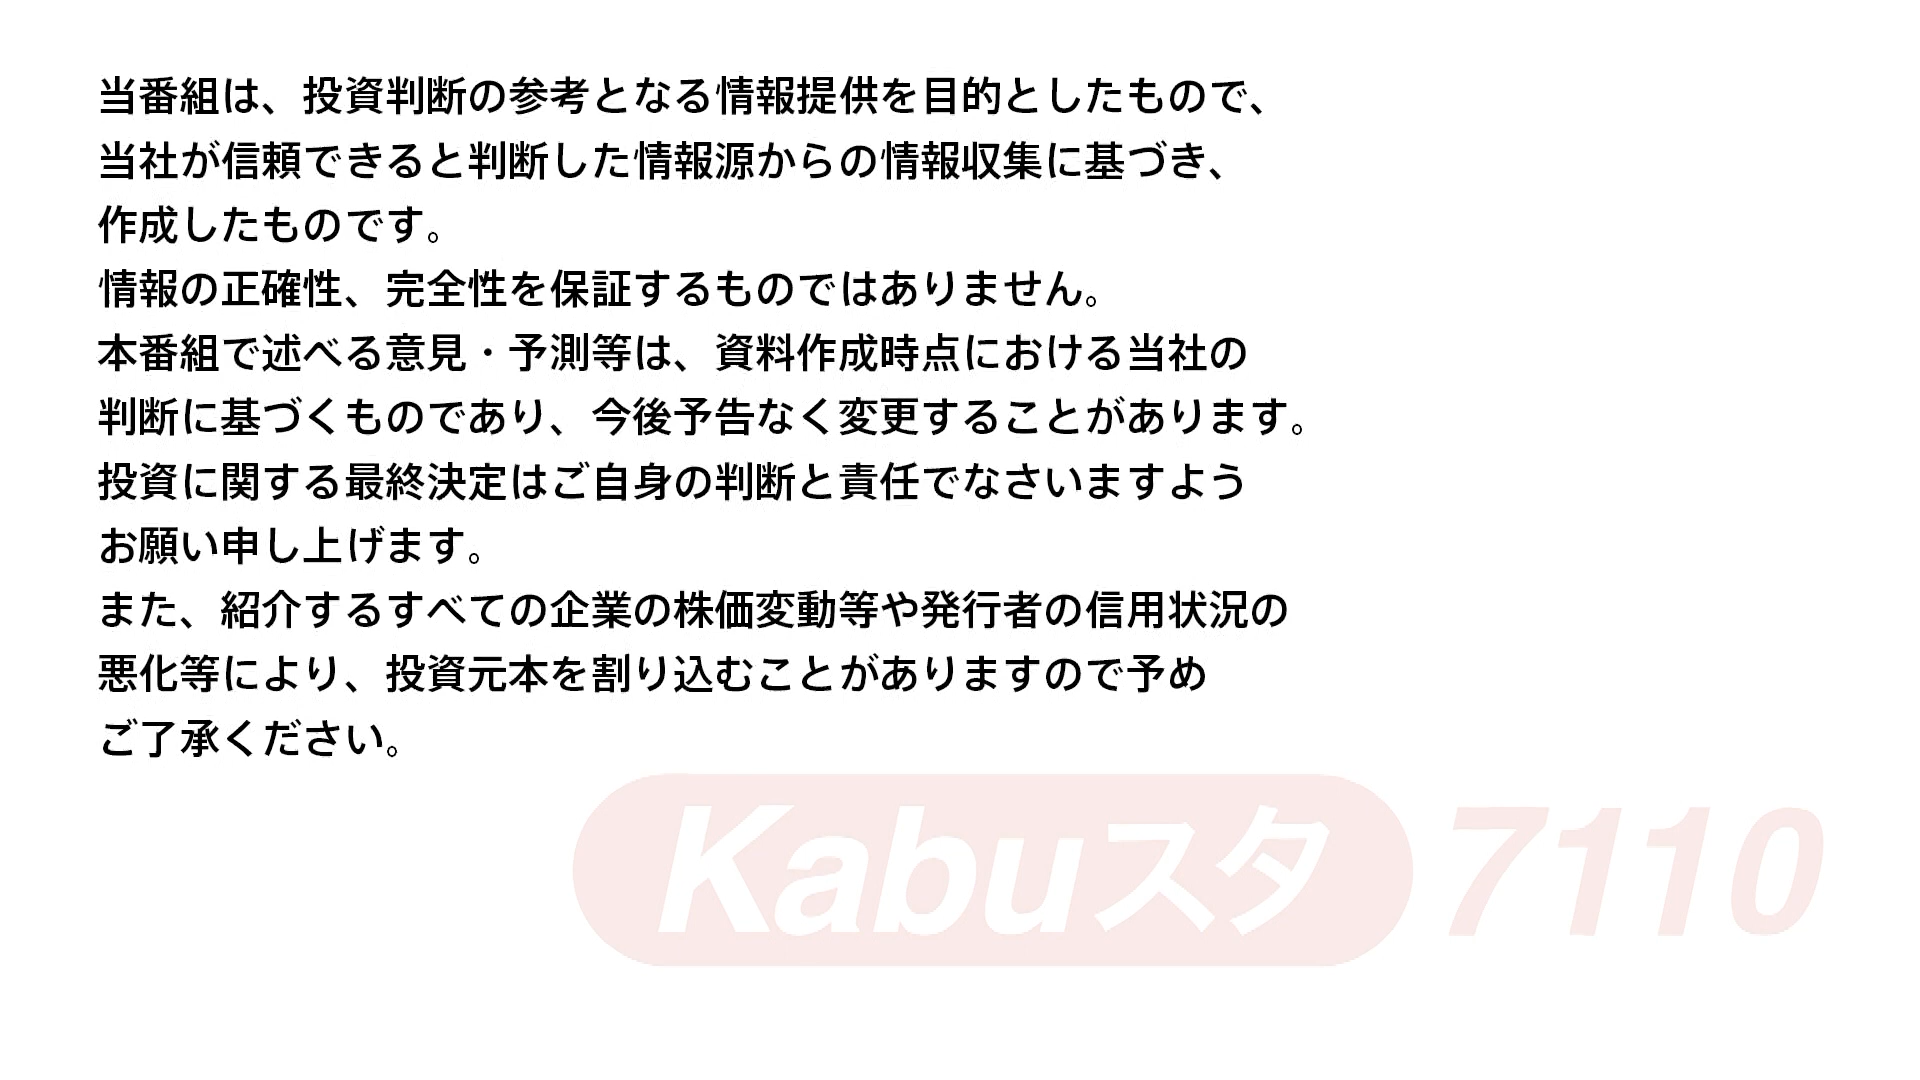 当番組は、投資判断の参考となる情報提供を目的としたもので、
当社が信頼できると判断した情報源からの情報収集に基づき、
作成したものです。
情報の正確性、完全性を保証するものではありません。
本番組で述べる意見・予測等は、資料作成時点における当社の
判断に基づくものであり、今後予告なく変更することがあります。
投資に関する最終決定はご自身の判断と責任でなさいますよう
お願い申し上げます。
また、紹介するすべての企業の株価変動等や発行者の信用状況の
悪化等により、投資元本を割り込むことがありますので予め
ご了承ください。
Kabuスタ 7110